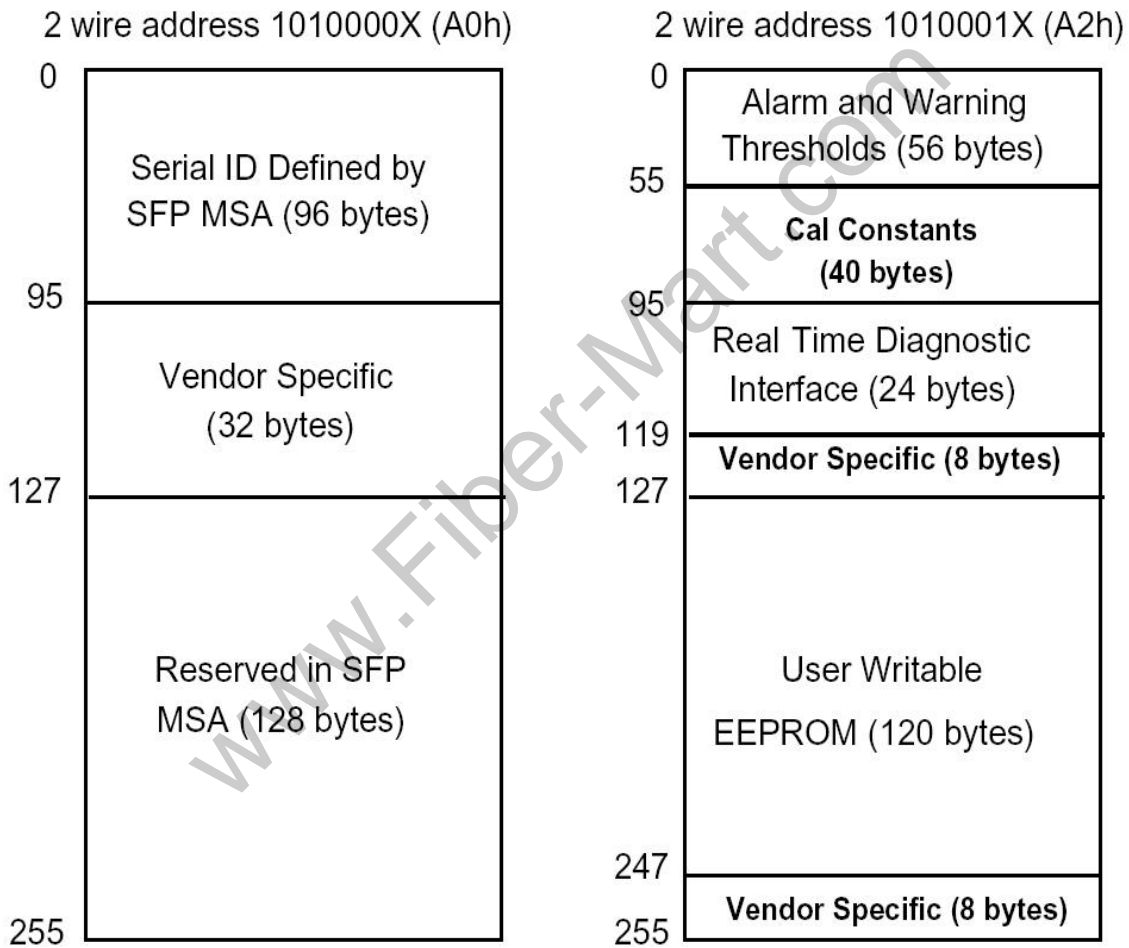 2 wire address 1010000X (A0h)
0
Serial ID Defined by
SFP MSA (96 bytes)
95
Vendor Specific
(32 bytes)
127
Reserved in SFP
MSA (128 bytes)
255
2 wire address 1010001X (A2h)
0
Alarm and Warning
Thresholds (56 bytes)
55
Cal Constants
(40 bytes)
95
Real Time Diagnostic
Interface (24 bytes)
119
Vendor Specific (8 bytes)
127
User Writable
EEPROM (120 bytes)
247
Vendor Specific (8 bytes)
255
www.Fiber-Mart.com